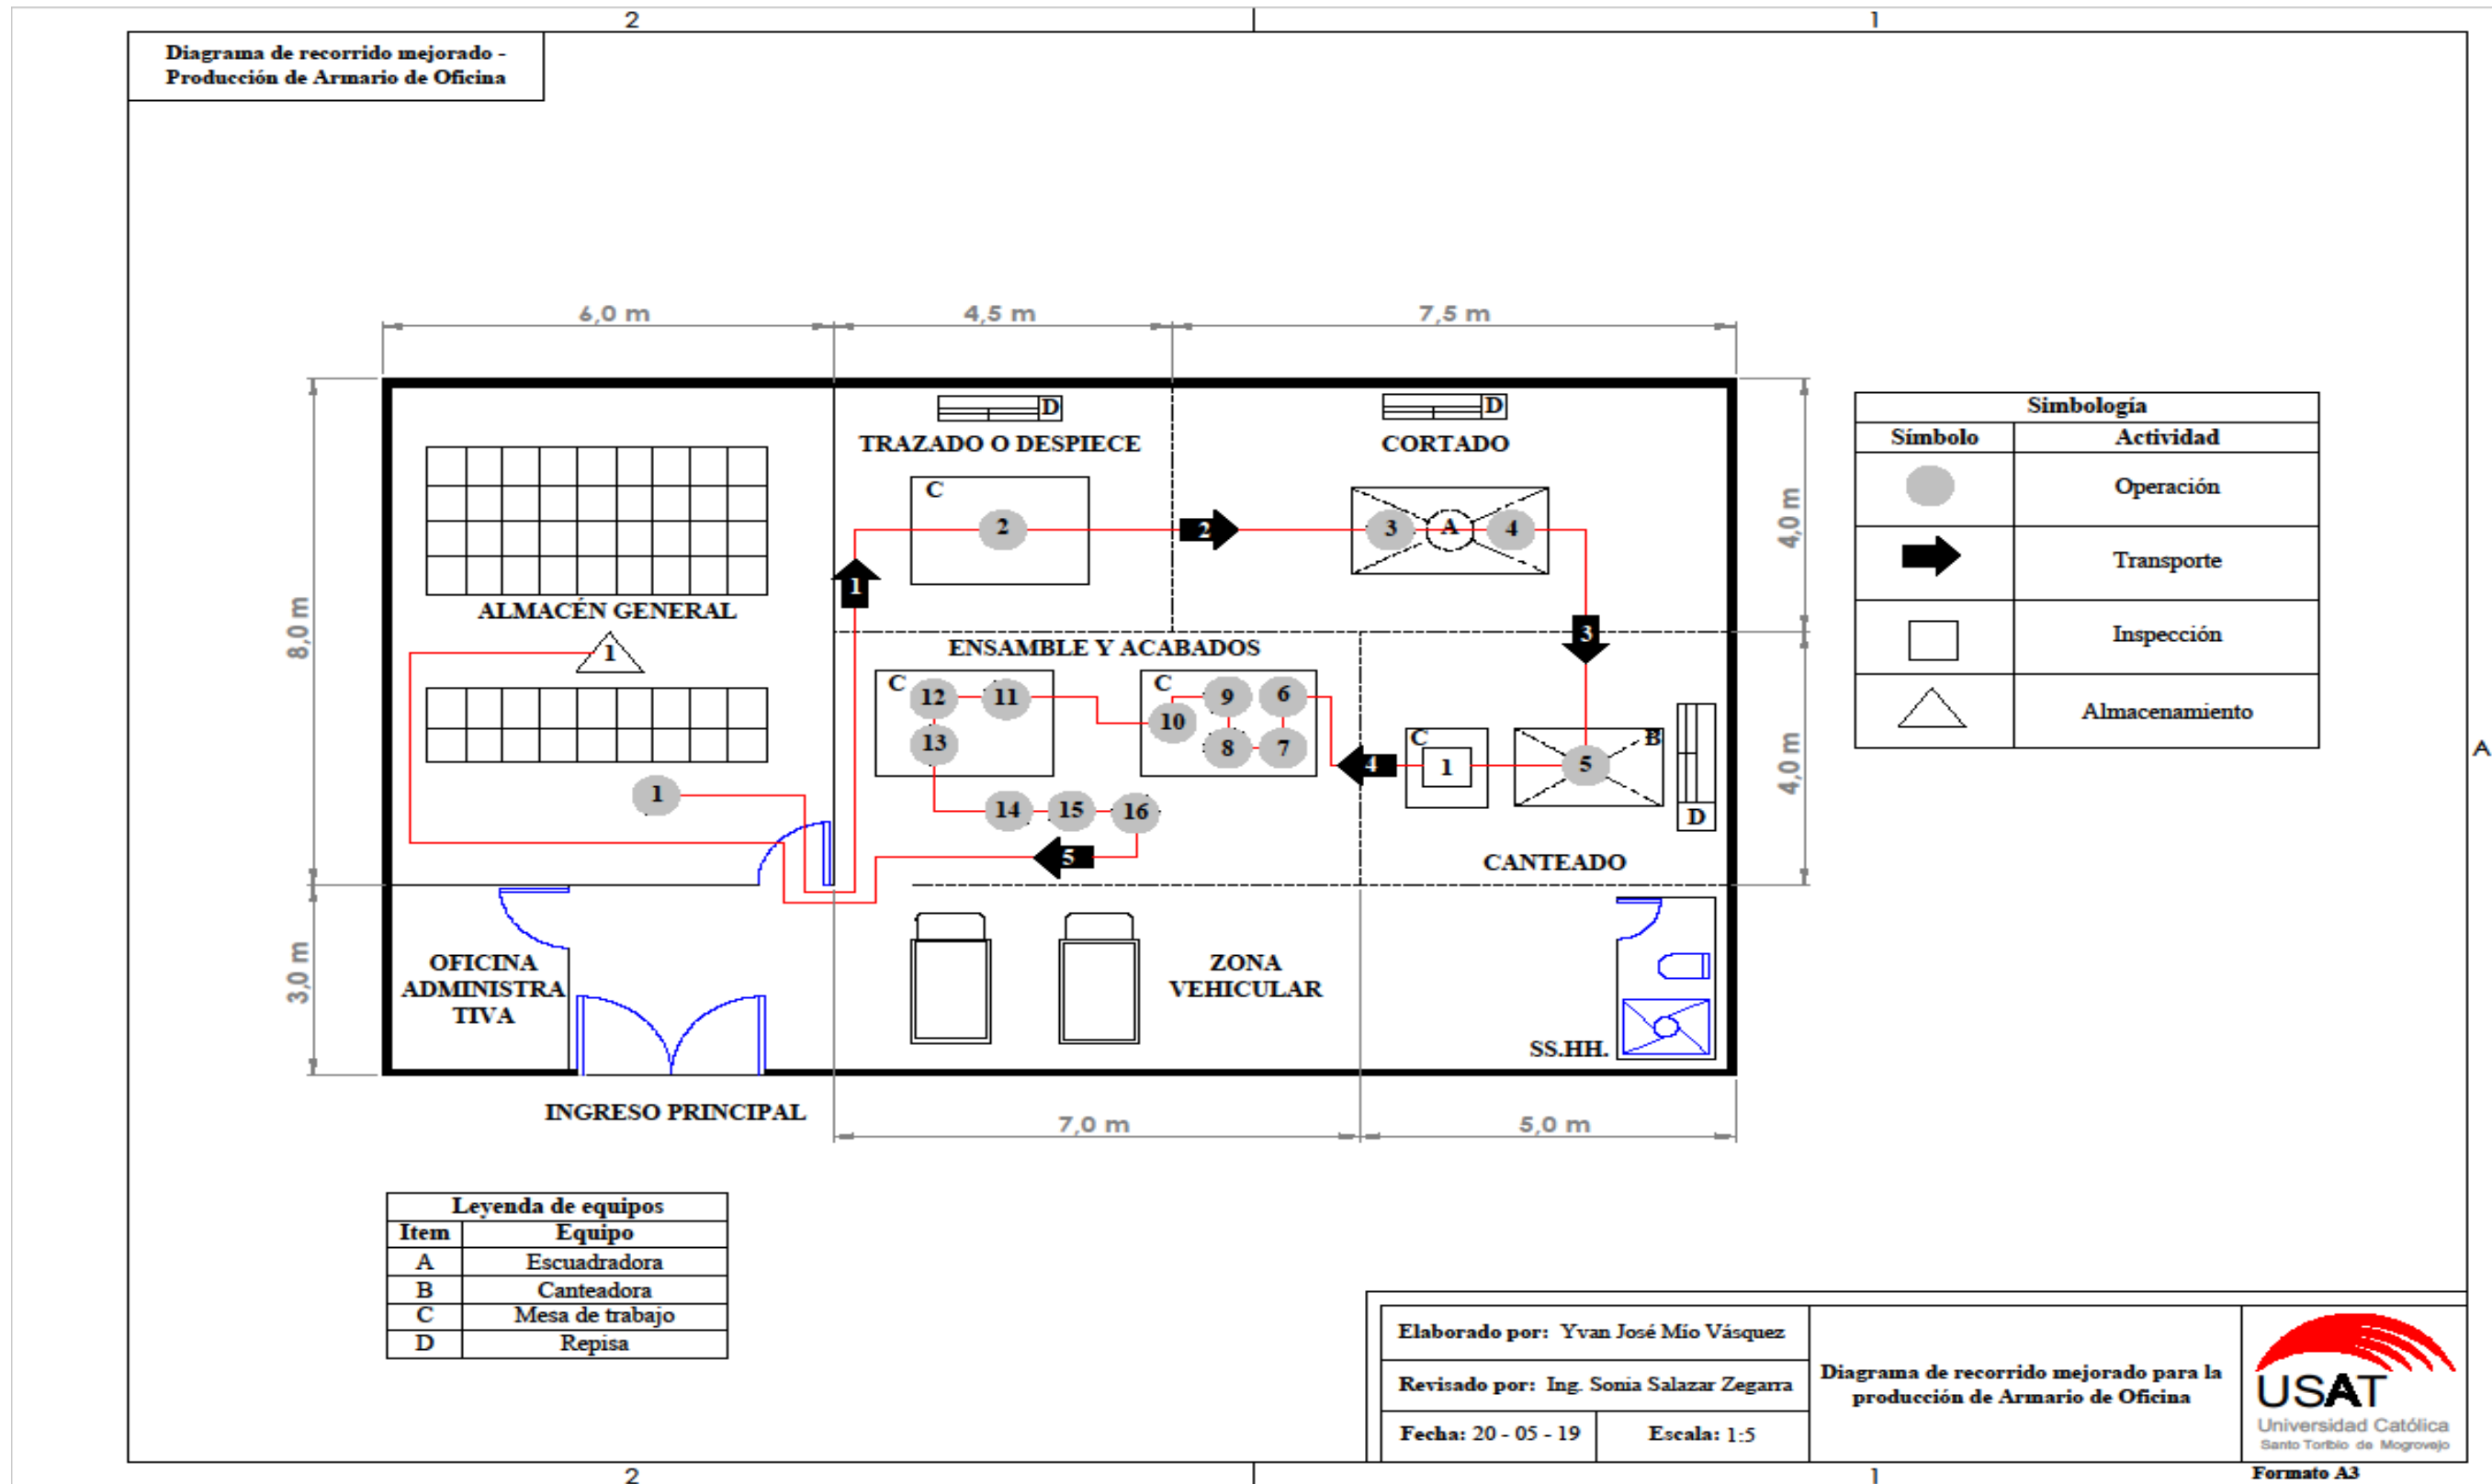 2
1
Diagrama de recorrido mejorado -
Producción de Armario de Oficina
6,0 m
4,5 m
7,5 m
8,0 m
3,0 m
4,0 m
4,0 m
D
TRAZADO O DESPIECE
C
2
1
2
D
CORTADO
3
A
4
3
ALMACÉN GENERAL
1
1
ENSAMBLE Y ACABADOS
C
12
11
13
C
9
6
10
8
7
14
15
16
5
4
C
1
B
5
D
CANTEADO
OFICINA
ADMINISTRA
TIVA
ZONA
VEHICULAR
SS.HH.
INGRESO PRINCIPAL
7,0 m
5,0 m
Simbología
Símbolo Actividad
Operación
Transporte
Inspección
Almacenamiento
A
Leyenda de equipos
Item Equipo
A Escuadradora
B Canteadora
C Mesa de trabajo
D Repisa
Elaborado por: Yvan José Mío Vásquez
Revisado por: Ing. Sonia Salazar Zegarra
Fecha: 20 - 05 - 19 Escala: 1:5
Diagrama de recorrido mejorado para la
producción de Armario de Oficina
USAT
Universidad Católica
Santo Toribio de Mogrovejo
2
1
Formato A3